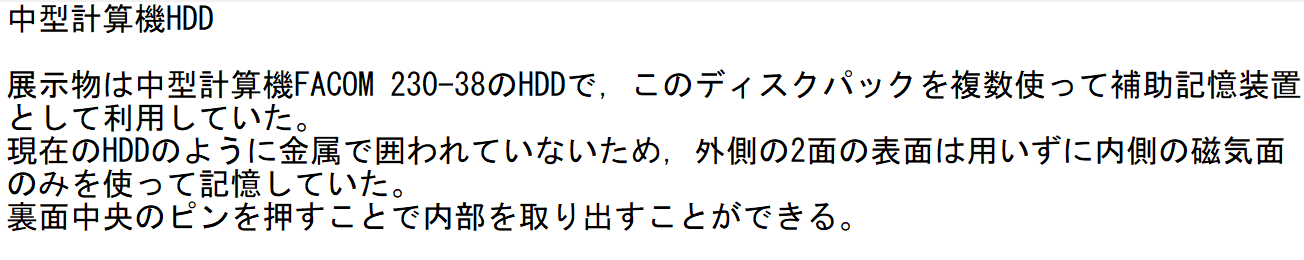 中型計算機HDD
展示物は中型計算機FACOM 230-38のHDDで，このディスクパックを複数使って補助記憶装置
として利用していた。
現在のHDDのように金属で囲われていないため，外側の2面の表面は用いずに内側の磁気面
のみを使って記憶していた。
裏面中央のピンを押すことで内部を取り出すことができる。